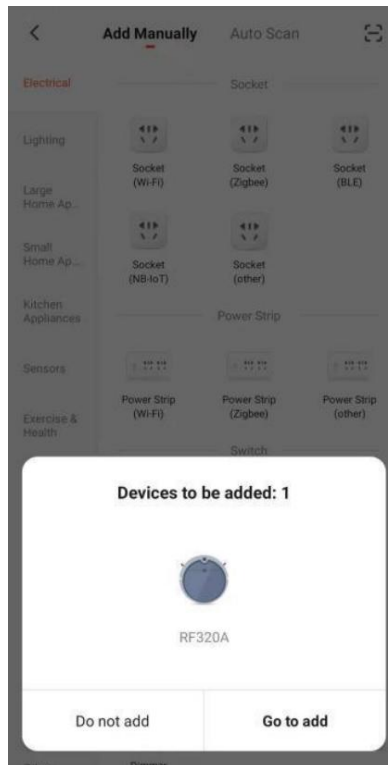 Add Manually Auto Scan
Electrical
Socket
Lighting
Socket
(Wi-Fi)
Socket
(Zigbee)
Socket
(BLE)
Large
Home Ap...
Small
Home Ap...
Socket
(NB-IoT)
Socket
(other)
Kitchen
Appliances
Power Strip
Sensors
Power Strip
(Wi-Fi)
Power Strip
(Zigbee)
Power Strip
(other)
Exercise &
Health
Switch
Devices to be added: 1
RF320A
Do not add
Go to add